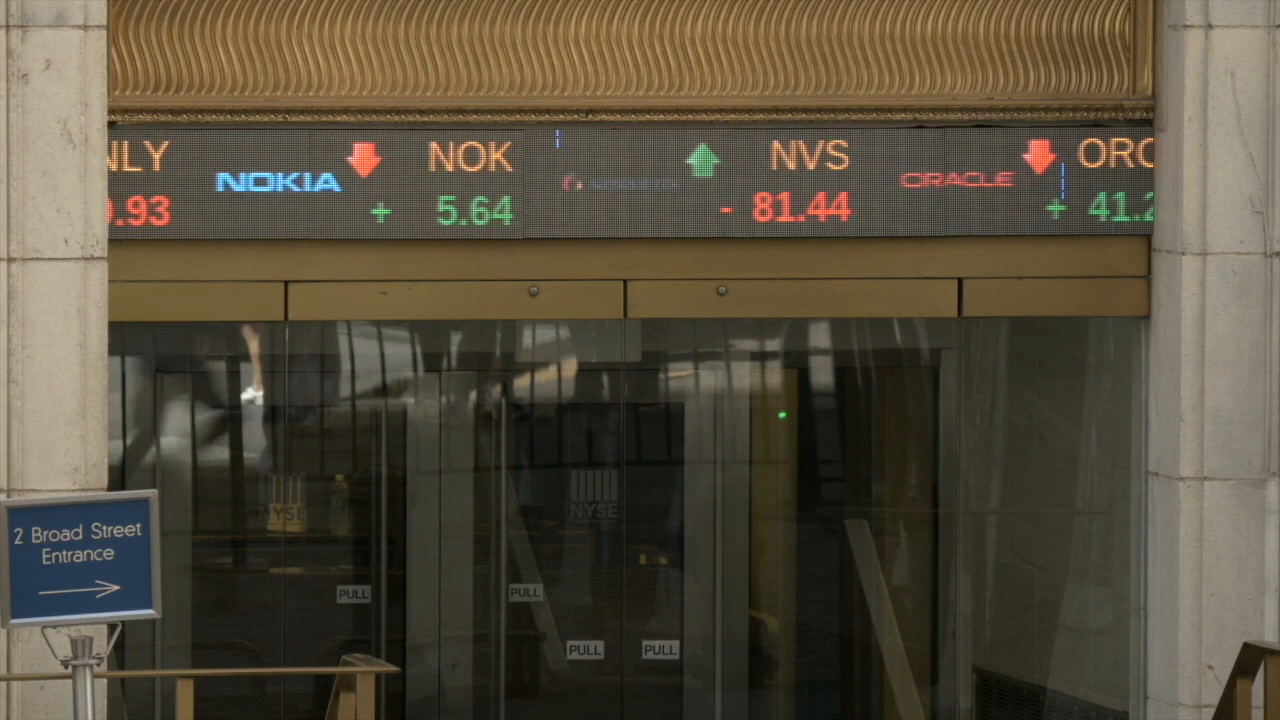 NLY
.93
NOKIA
NOK
+ 5.64
NVS
- 81.44
ORACLE
ORC
+ 41.2
NYSE
NYSE
2 Broad Street
Entrance
PULL
PULL
PULL
PULL